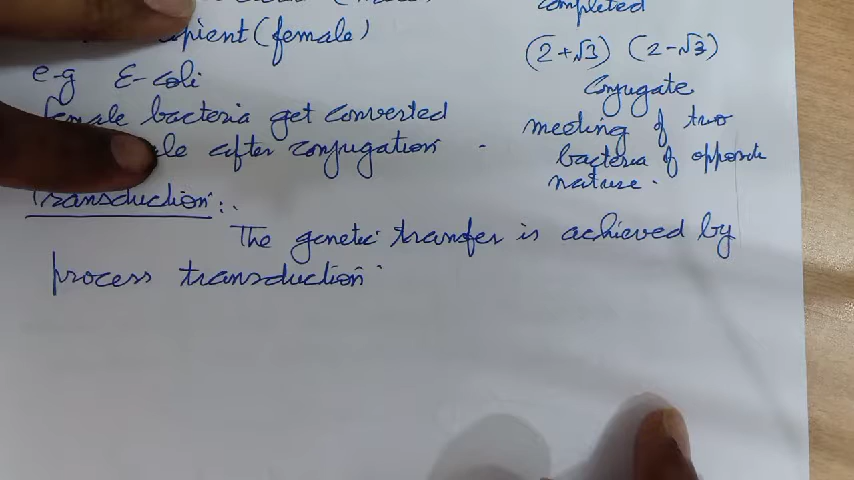 completed
(female)
e-g E-coli
female bacteria get converted
after conjugation.
Transduction:-
The genetic transfer is achieved by
process transduction
(2+√3) (2-√3)
Conjugate
meeting of two
bacteria of opposite
nature.